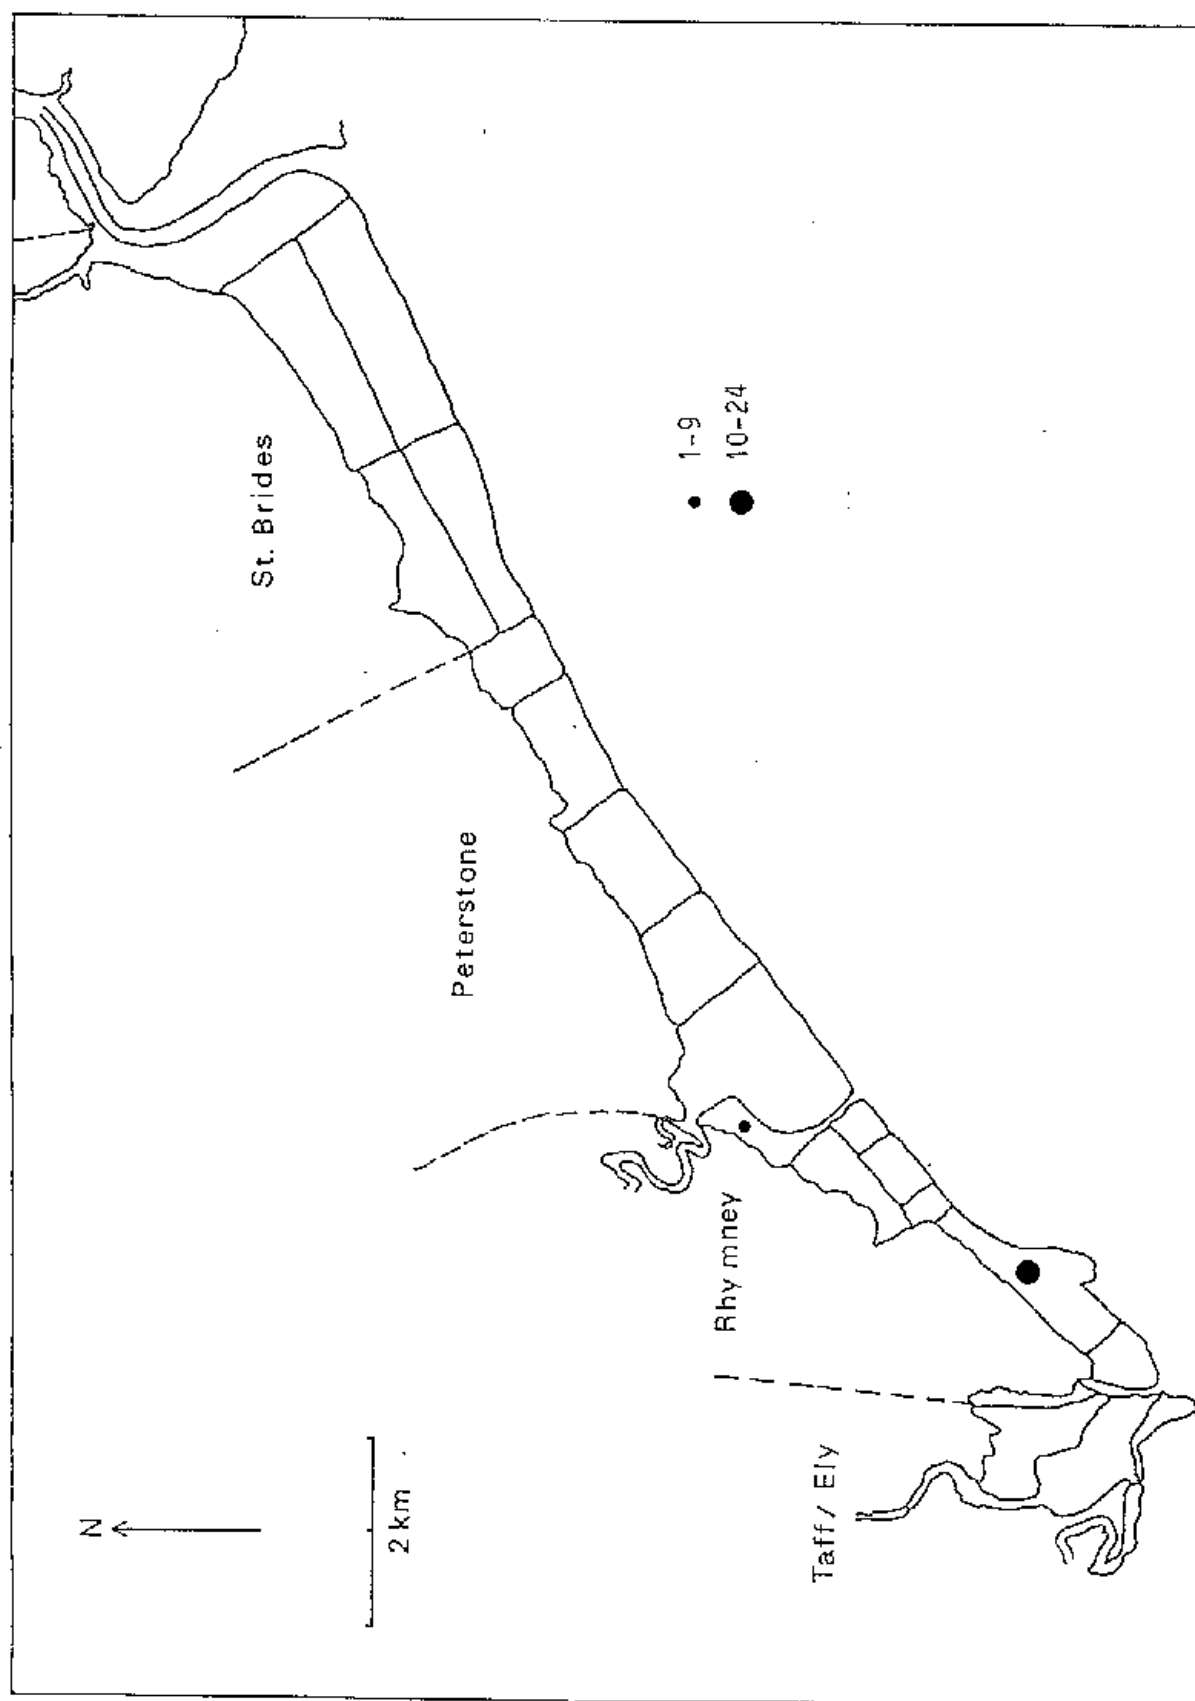 St. Brides
Peterstone
Rhymney
Taff / Ely
1-9
10-24
N
2 km